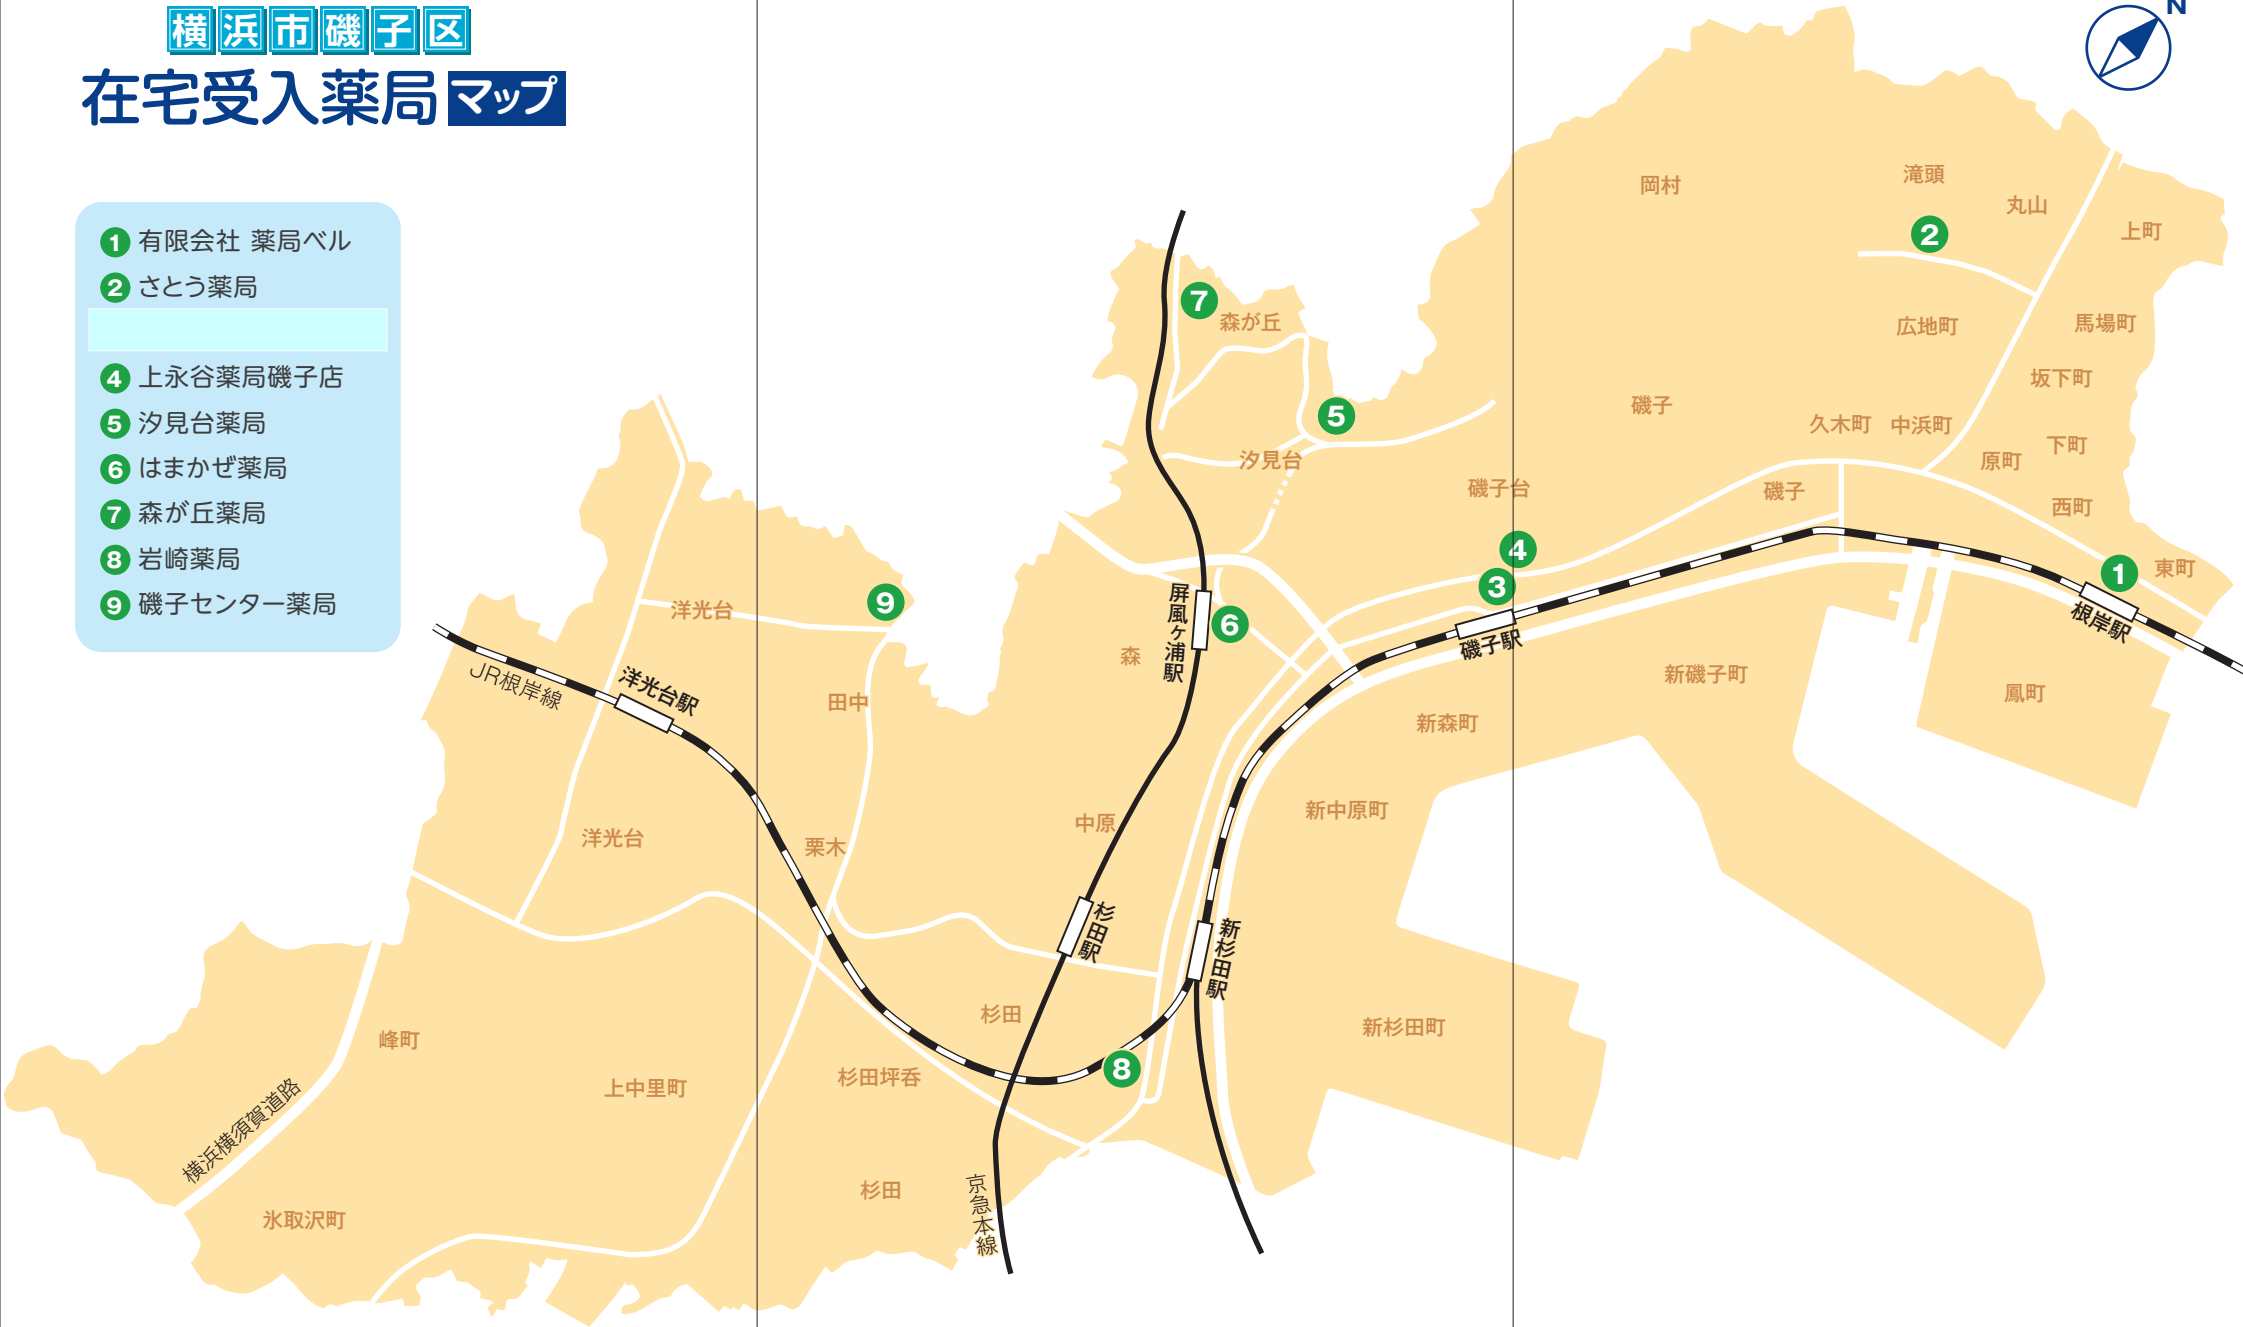 横浜市磯子区
在宅受入薬局マップ
N
1 有限会社 薬局ベル
2 さとう薬局
4 上永谷薬局磯子店
5 汐見台薬局
6 はまかぜ薬局
7 森が丘薬局
8 岩崎薬局
9 磯子センター薬局
岡村
滝頭
丸山
上町
2
7
森が丘
広地町
馬場町
坂下町
5
磯子
久木町
中浜町
下町
汐見台
原町
磯子台
磯子
西町
4
3
1
東町
9
洋光台
6
屏風ヶ浦駅
根岸駅
森
磯子駅
JR根岸線
洋光台駅
田中
新磯子町
鳳町
新森町
洋光台
栗木
中原
新中原町
杉田駅
新杉田駅
杉田
新杉田町
峰町
8
杉田坪呑
上中里町
横浜横須賀道路
杉田
京急本線
氷取沢町